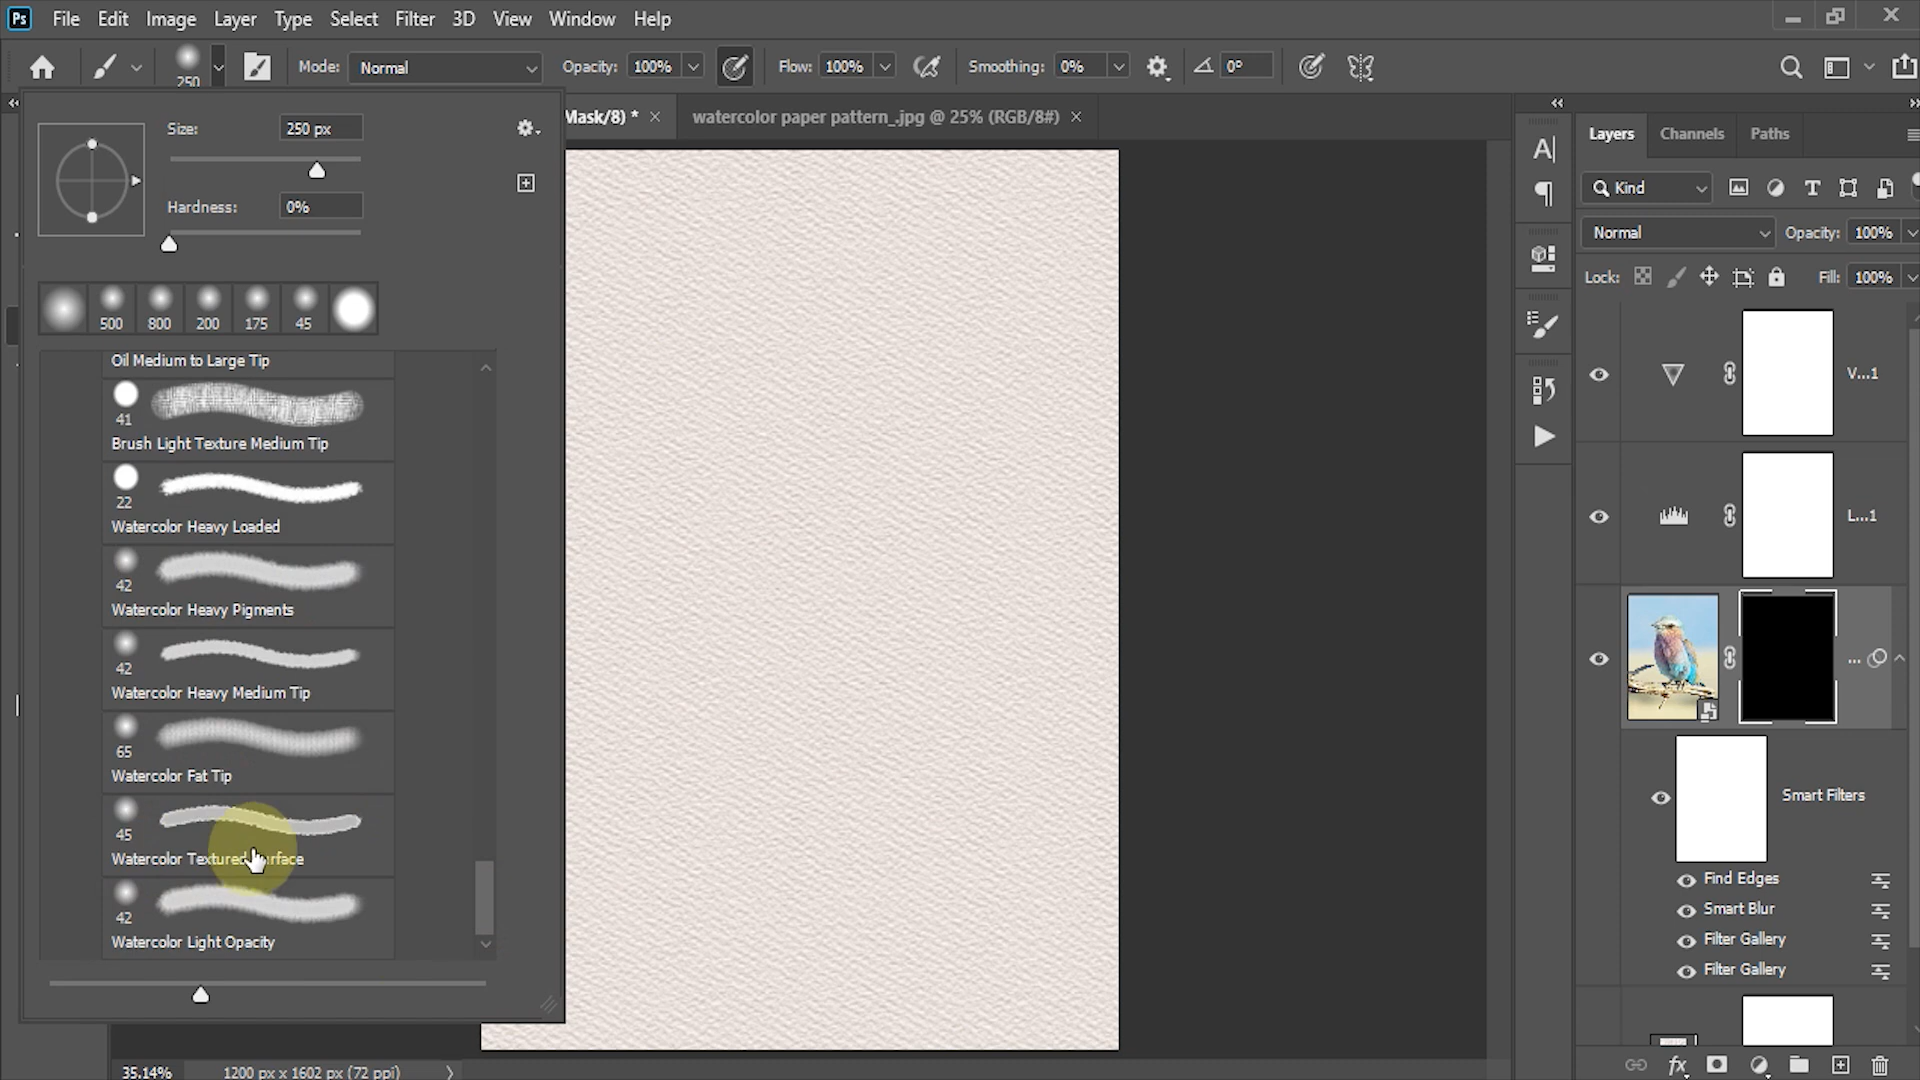 Ps File Edit Image Layer Type Select Filter 3D View Window Help
250 Mode: Normal Opacity: 100% Flow: 100% Smoothing: 0% 0°
Mask/8) * × watercolor paper pattern_.jpg @ 25% (RGB/8#) ×
Size: 250 px
Hardness: 0%
500 800 200 175 45
Oil Medium to Large Tip
41
Brush Light Texture Medium Tip
22
Watercolor Heavy Loaded
42
Watercolor Heavy Pigments
42
Watercolor Heavy Medium Tip
65
Watercolor Fat Tip
45
Watercolor Textured Surface
42
Watercolor Light Opacity
35.14% 1200 px x 1602 px (72 ppi)
Layers Channels Paths
Kind
Normal Opacity: 100%
Lock: Fill: 100%
V...1
L...1
...
Smart Filters
Find Edges
Smart Blur
Filter Gallery
Filter Gallery
fx